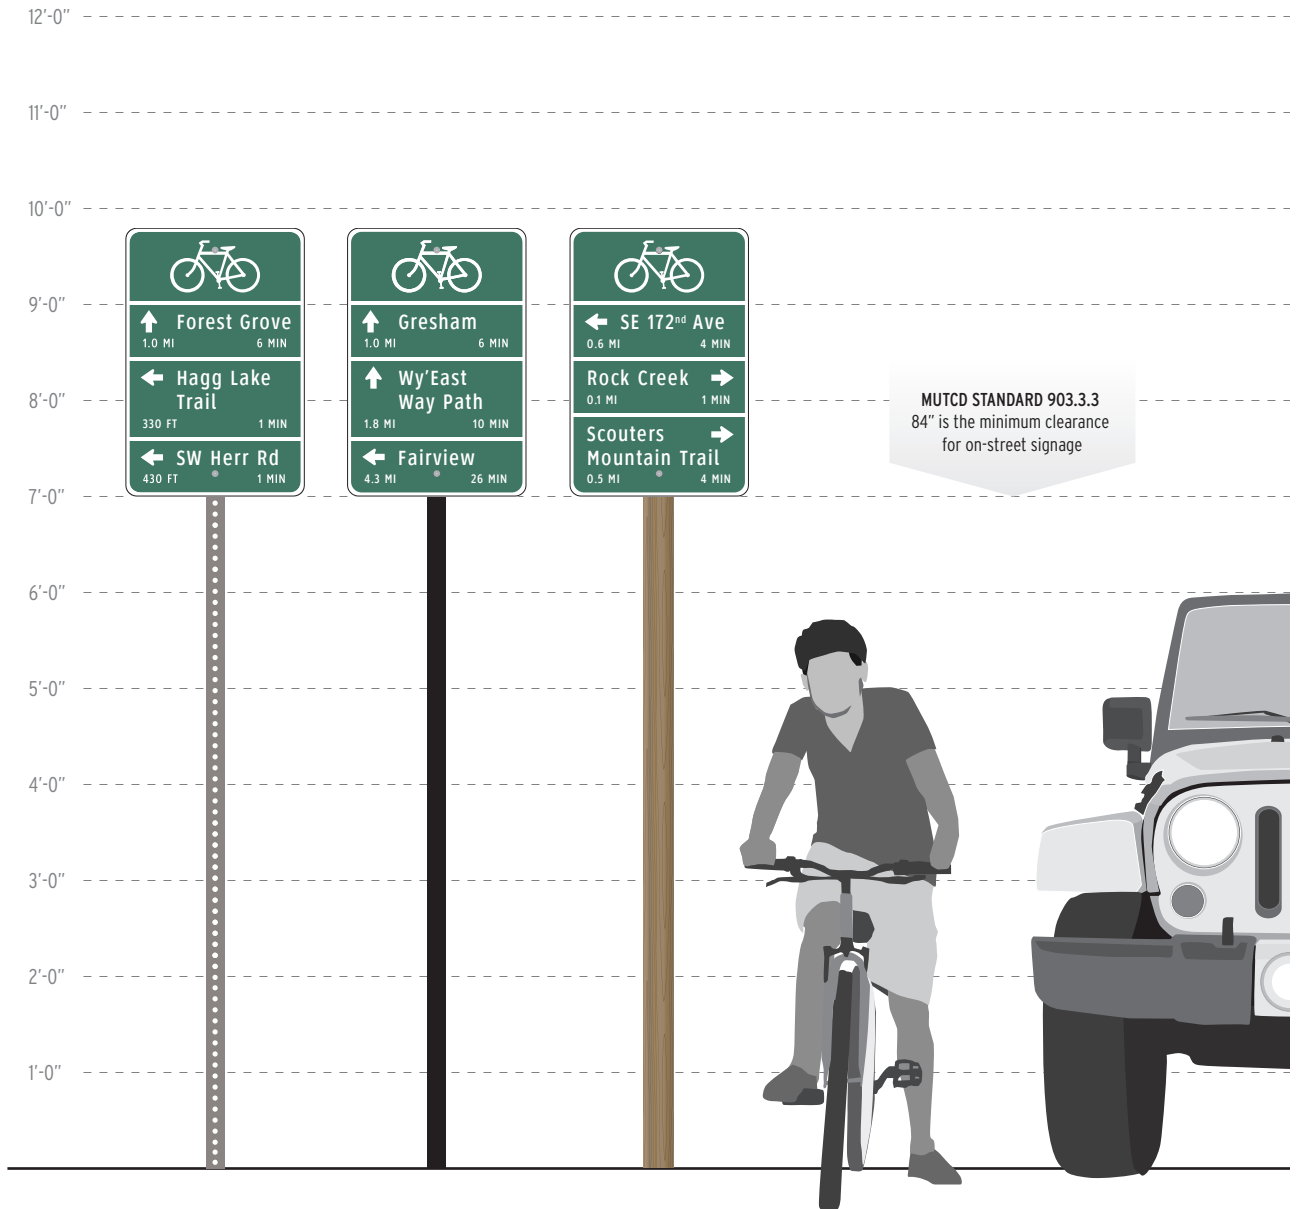 12’-0”
11’-0”
10’-0”
9’-0”
8’-0”
7’-0”
6’-0”
5’-0”
4’-0”
3’-0”
2’-0”
1’-0”
Forest Grove
1.0 MI 6 MIN
Hagg Lake
Trail
330 FT 1 MIN
SW Herr Rd
430 FT 1 MIN
Gresham
1.0 MI 6 MIN
Wy’East
Way Path
1.8 MI 10 MIN
Fairview
4.3 MI 26 MIN
SE 172nd Ave
0.6 MI 4 MIN
Rock Creek
0.1 MI 1 MIN
Scouters
Mountain Trail
0.5 MI 4 MIN
MUTCD STANDARD 903.3.3
84” is the minimum clearance
for on-street signage